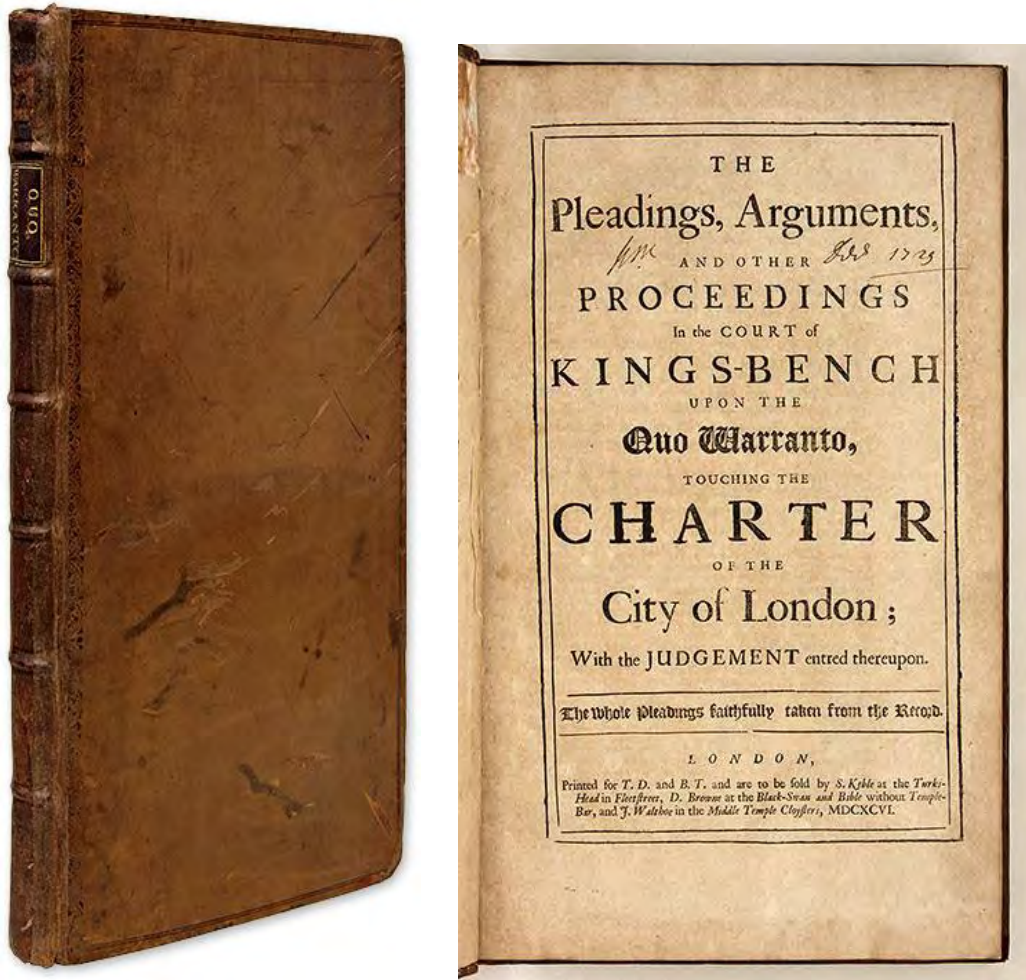 QUO.
WARRANTO
THE
Pleadings, Arguments,
AND OTHER 1729
PROCEEDINGS
In the COURT of
KINGS-BENCH
UPON THE
Quo Warranto,
TOUCHING THE
CHARTER
OF THE
City of London;
With the JUDGEMENT entred thereupon.
The whole Pleadings faithfully taken from the Record.
LONDON,
Printed for T. D. and B. T. and are to be sold by S. Keble at the Turks-
Head in Fleetstreet, D. Browne at the Black-Swan and Bible without Temple-
Bar, and J. Walthoe in the Middle Temple Cloysters, MDCXCVI.